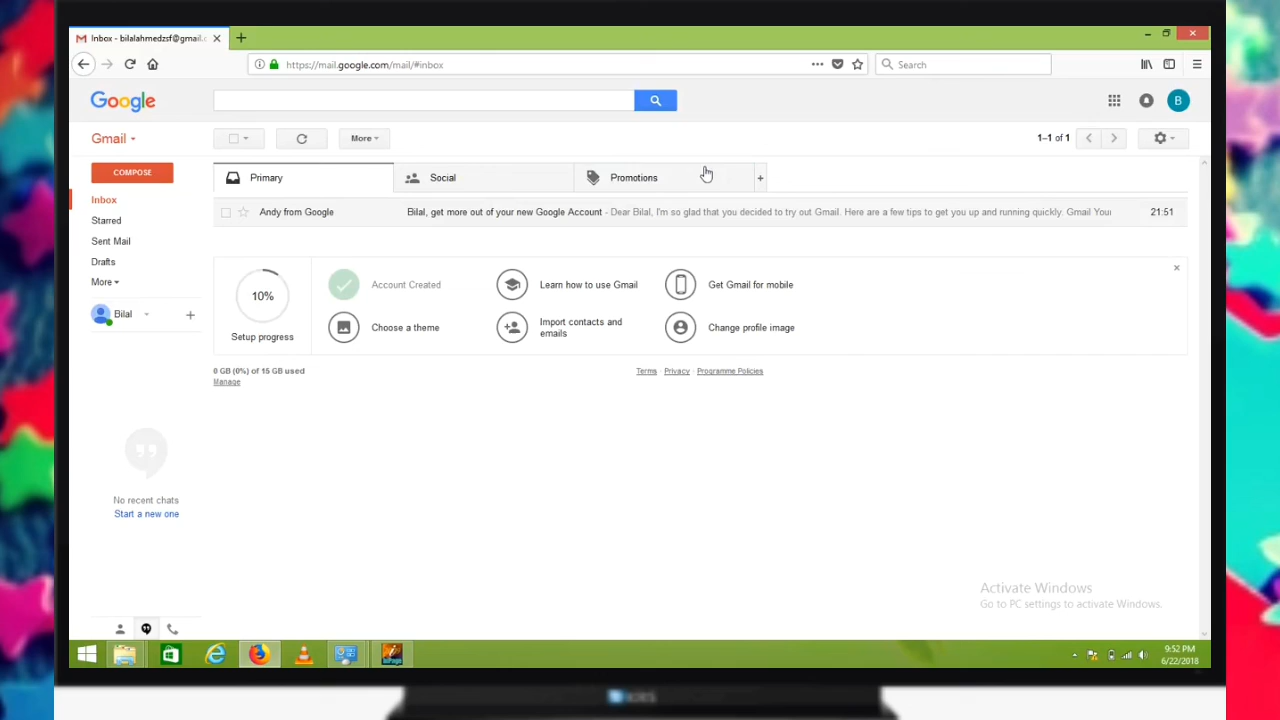 Inbox - bilalahmedzsf@gmail.c
https://mail.google.com/mail/#inbox
Search
Google
B
Gmail
More
1–1 of 1
COMPOSE
Primary
Social
Promotions
+
Inbox
Andy from Google
Bilal, get more out of your new Google Account - Dear Bilal, I'm so glad that you decided to try out Gmail. Here are a few tips to get you up and running quickly. Gmail You
21:51
Starred
Sent Mail
Drafts
More
Bilal
+
10%
Setup progress
Account Created
Learn how to use Gmail
Get Gmail for mobile
Choose a theme
Import contacts and
emails
Change profile image
0 GB (0%) of 15 GB used
Manage
Terms · Privacy · Programme Policies
No recent chats
Start a new one
Activate Windows
Go to PC settings to activate Windows.
9:52 PM
6/22/2018